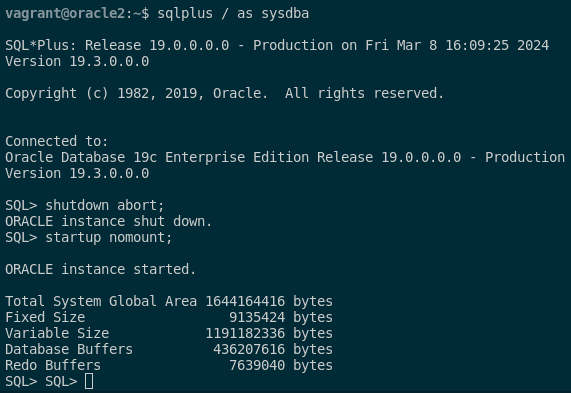 vagrant@oracle2:~$ sqlplus / as sysdba
SQL*Plus: Release 19.0.0.0.0 - Production on Fri Mar 8 16:09:25 2024
Version 19.3.0.0.0
Copyright (c) 1982, 2019, Oracle.  All rights reserved.
Connected to:
Oracle Database 19c Enterprise Edition Release 19.0.0.0.0 - Production
Version 19.3.0.0.0
SQL> shutdown abort;
ORACLE instance shut down.
SQL> startup nomount;
ORACLE instance started.
Total System Global Area 1644164416 bytes
Fixed Size                  9135424 bytes
Variable Size            1191182336 bytes
Database Buffers          436207616 bytes
Redo Buffers                7639040 bytes
SQL> SQL>